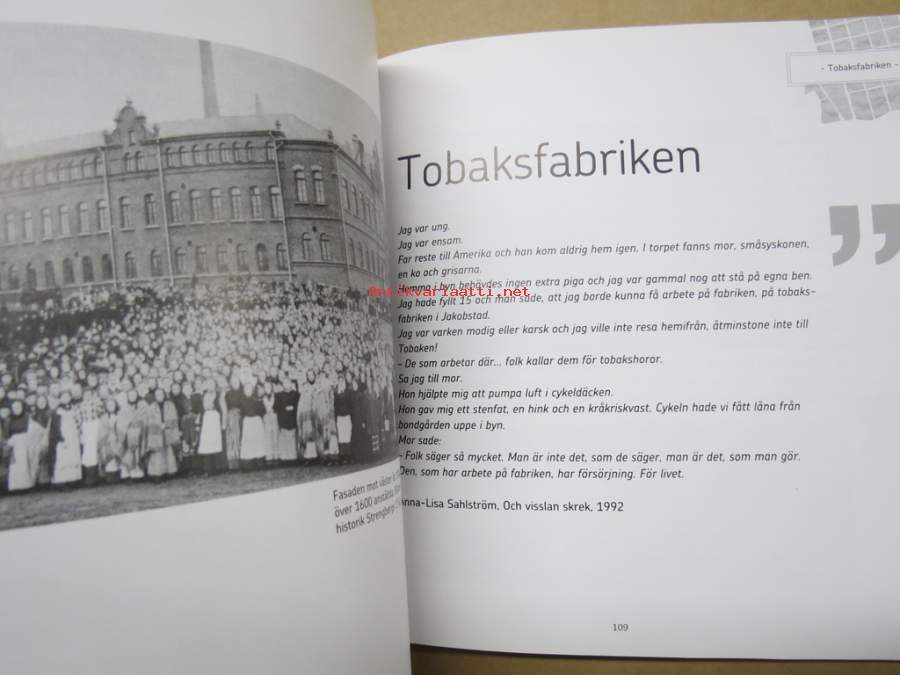 - Tobaksfabriken -
Tobaksfabriken
”
Jag var ung.
Jag var ensam.
Far reste till Amerika och han kom aldrig hem igen. I torpet fanns mor, småsyskonen,
en ko och grisarna.
Hemma i byn behövdes ingen extra piga och jag var gammal nog att stå på egna ben.
antikvariaatti.net
Jag hade fyllt 15 och man sade, att jag borde kunna få arbete på fabriken, på tobaks-
fabriken i Jakobstad.
Jag var varken modig eller karsk och jag ville inte resa hemifrån, åtminstone inte till
Tobaken!
- De som arbetar där... folk kallar dem för tobakshoror.
Sa jag till mor.
Hon hjälpte mig att pumpa luft i cykeldäcken.
Hon gav mig ett stenfat, en hink och en kråkriskvast. Cykeln hade vi fått låna från
bondgården uppe i byn.
Mor sade:
- Folk säger så mycket. Man är inte det, som de säger, man är det, som man gör.
Den, som har arbete på fabriken, har försörjning. För livet.
Anna-Lisa Sahlström, Och visslan skrek, 1992
Fasaden mot väster
över 1600 anställda.
historik Strengberg
109